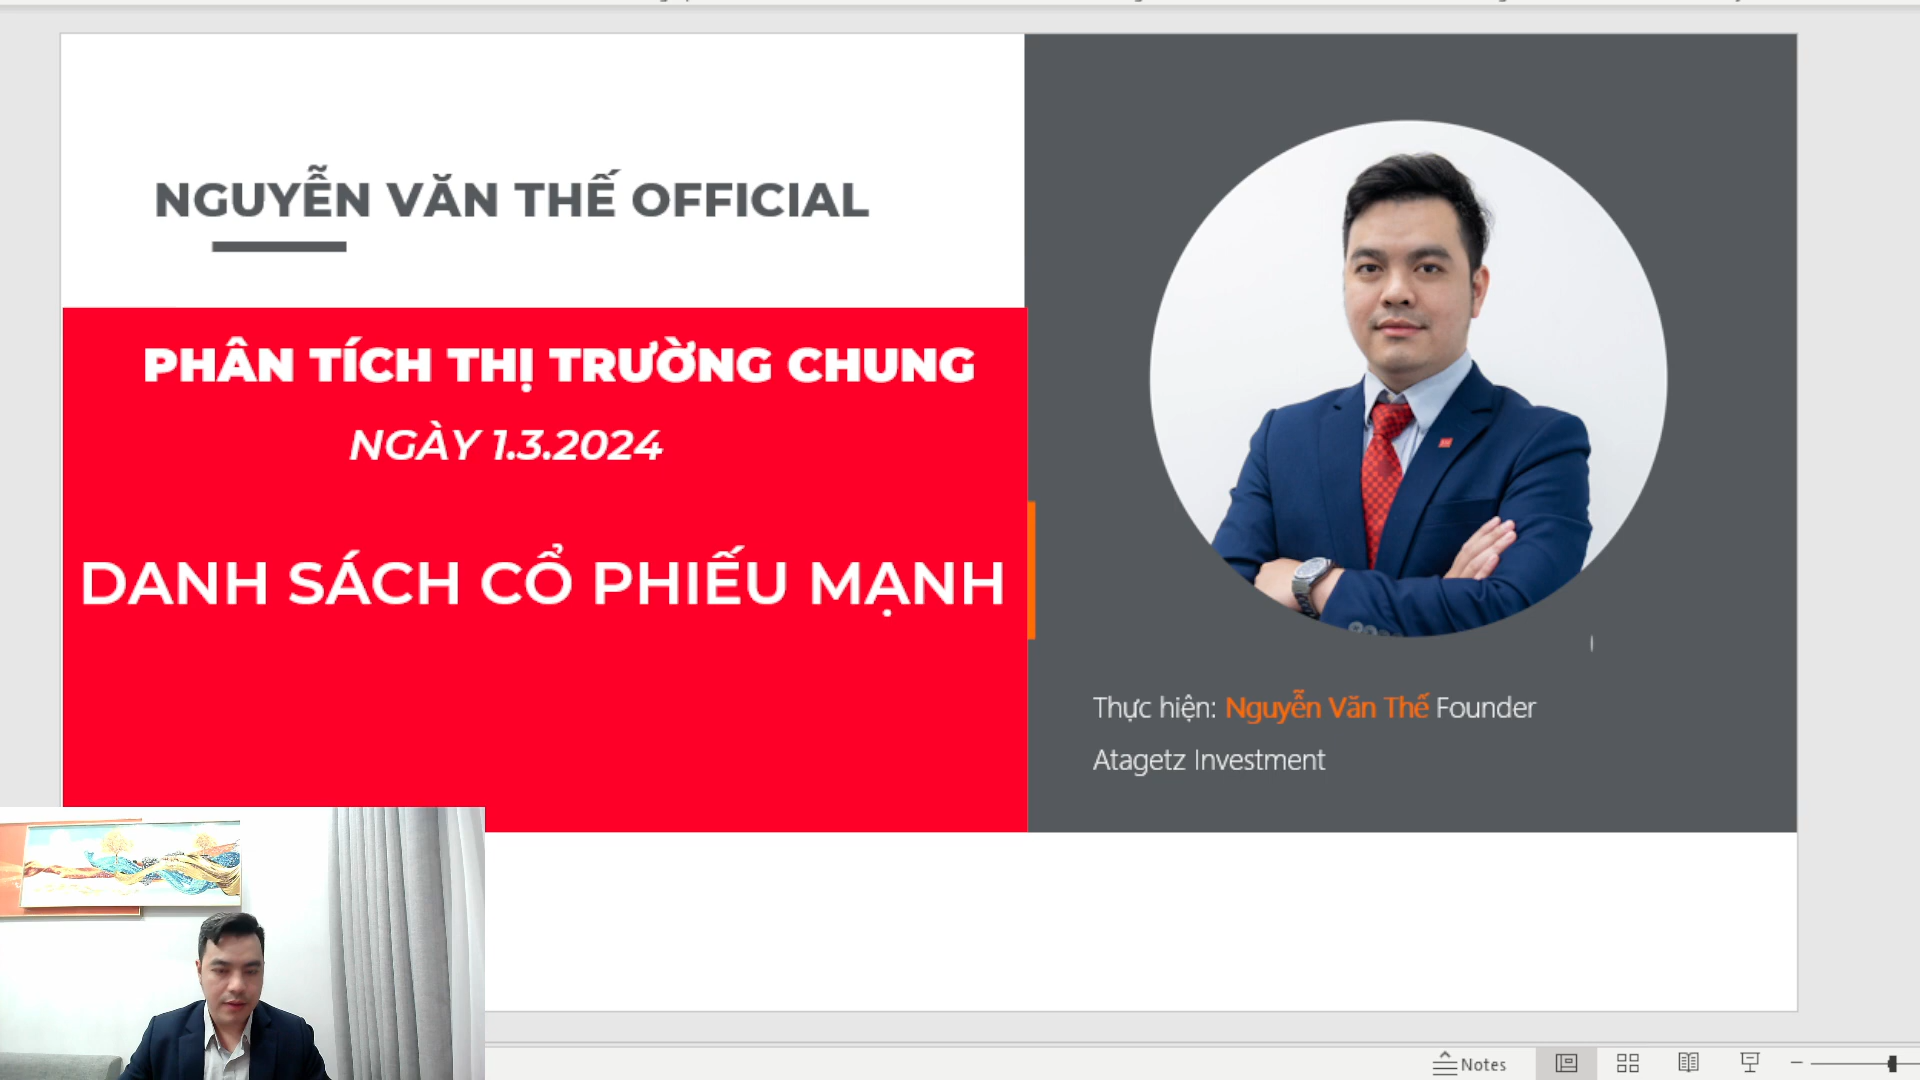 NGUYỄN VĂN THẾ OFFICIAL
PHÂN TÍCH THỊ TRƯỜNG CHUNG
NGÀY 1.3.2024
DANH SÁCH CỔ PHIẾU MẠNH
Thực hiện: Nguyễn Văn Thế Founder
Atagetz Investment
Notes